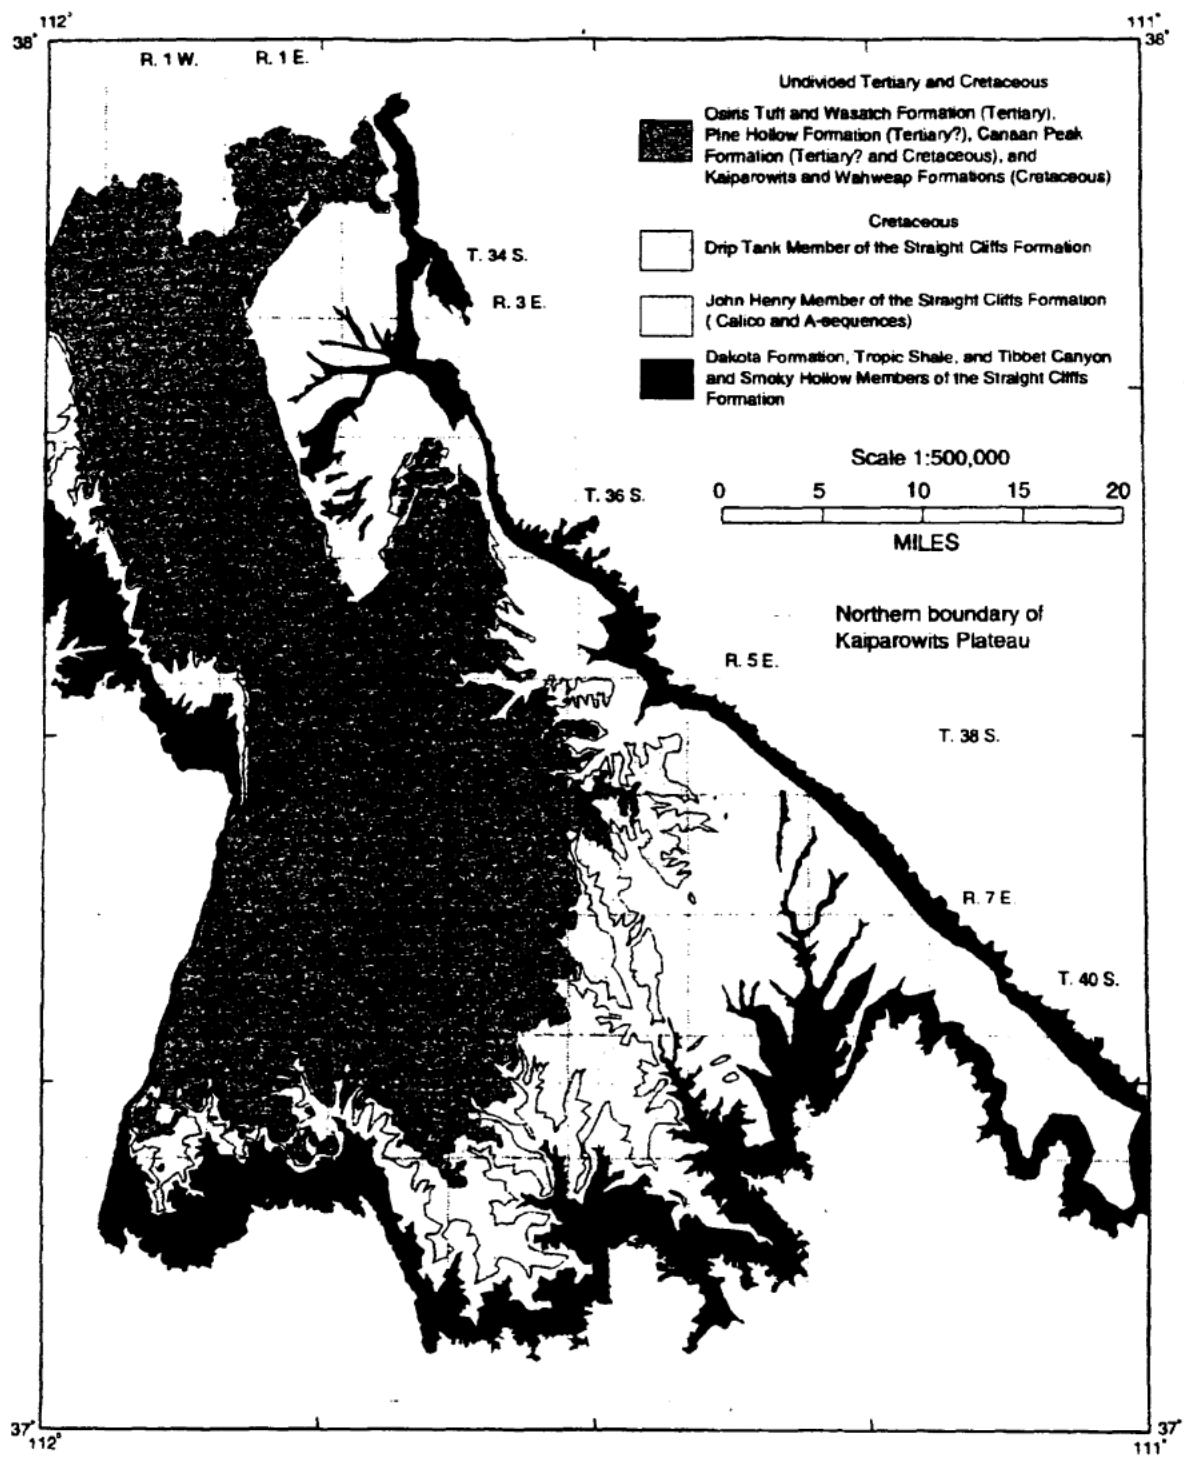 112°
111°
38°
38°
R. 1 W.
R. 1 E.
Undivided Tertiary and Cretaceous
Osiris Tuff and Wasatch Formation (Tertiary),
Pine Hollow Formation (Tertiary?), Canaan Peak
Formation (Tertiary? and Cretaceous), and
Kaiparowits and Wahweap Formations (Cretaceous)
Cretaceous
Drip Tank Member of the Straight Cliffs Formation
T. 34 S.
R. 3 E.
John Henry Member of the Straight Cliffs Formation
( Calico and A-sequences)
Dakota Formation, Tropic Shale, and Tibbet Canyon
and Smoky Hollow Members of the Straight Cliffs
Formation
Scale 1:500,000
0 5 10 15 20
MILES
T. 36 S.
Northern boundary of
Kaiparowits Plateau
R. 5 E.
T. 38 S.
R. 7 E.
T. 40 S.
37°
37°
112°
111°